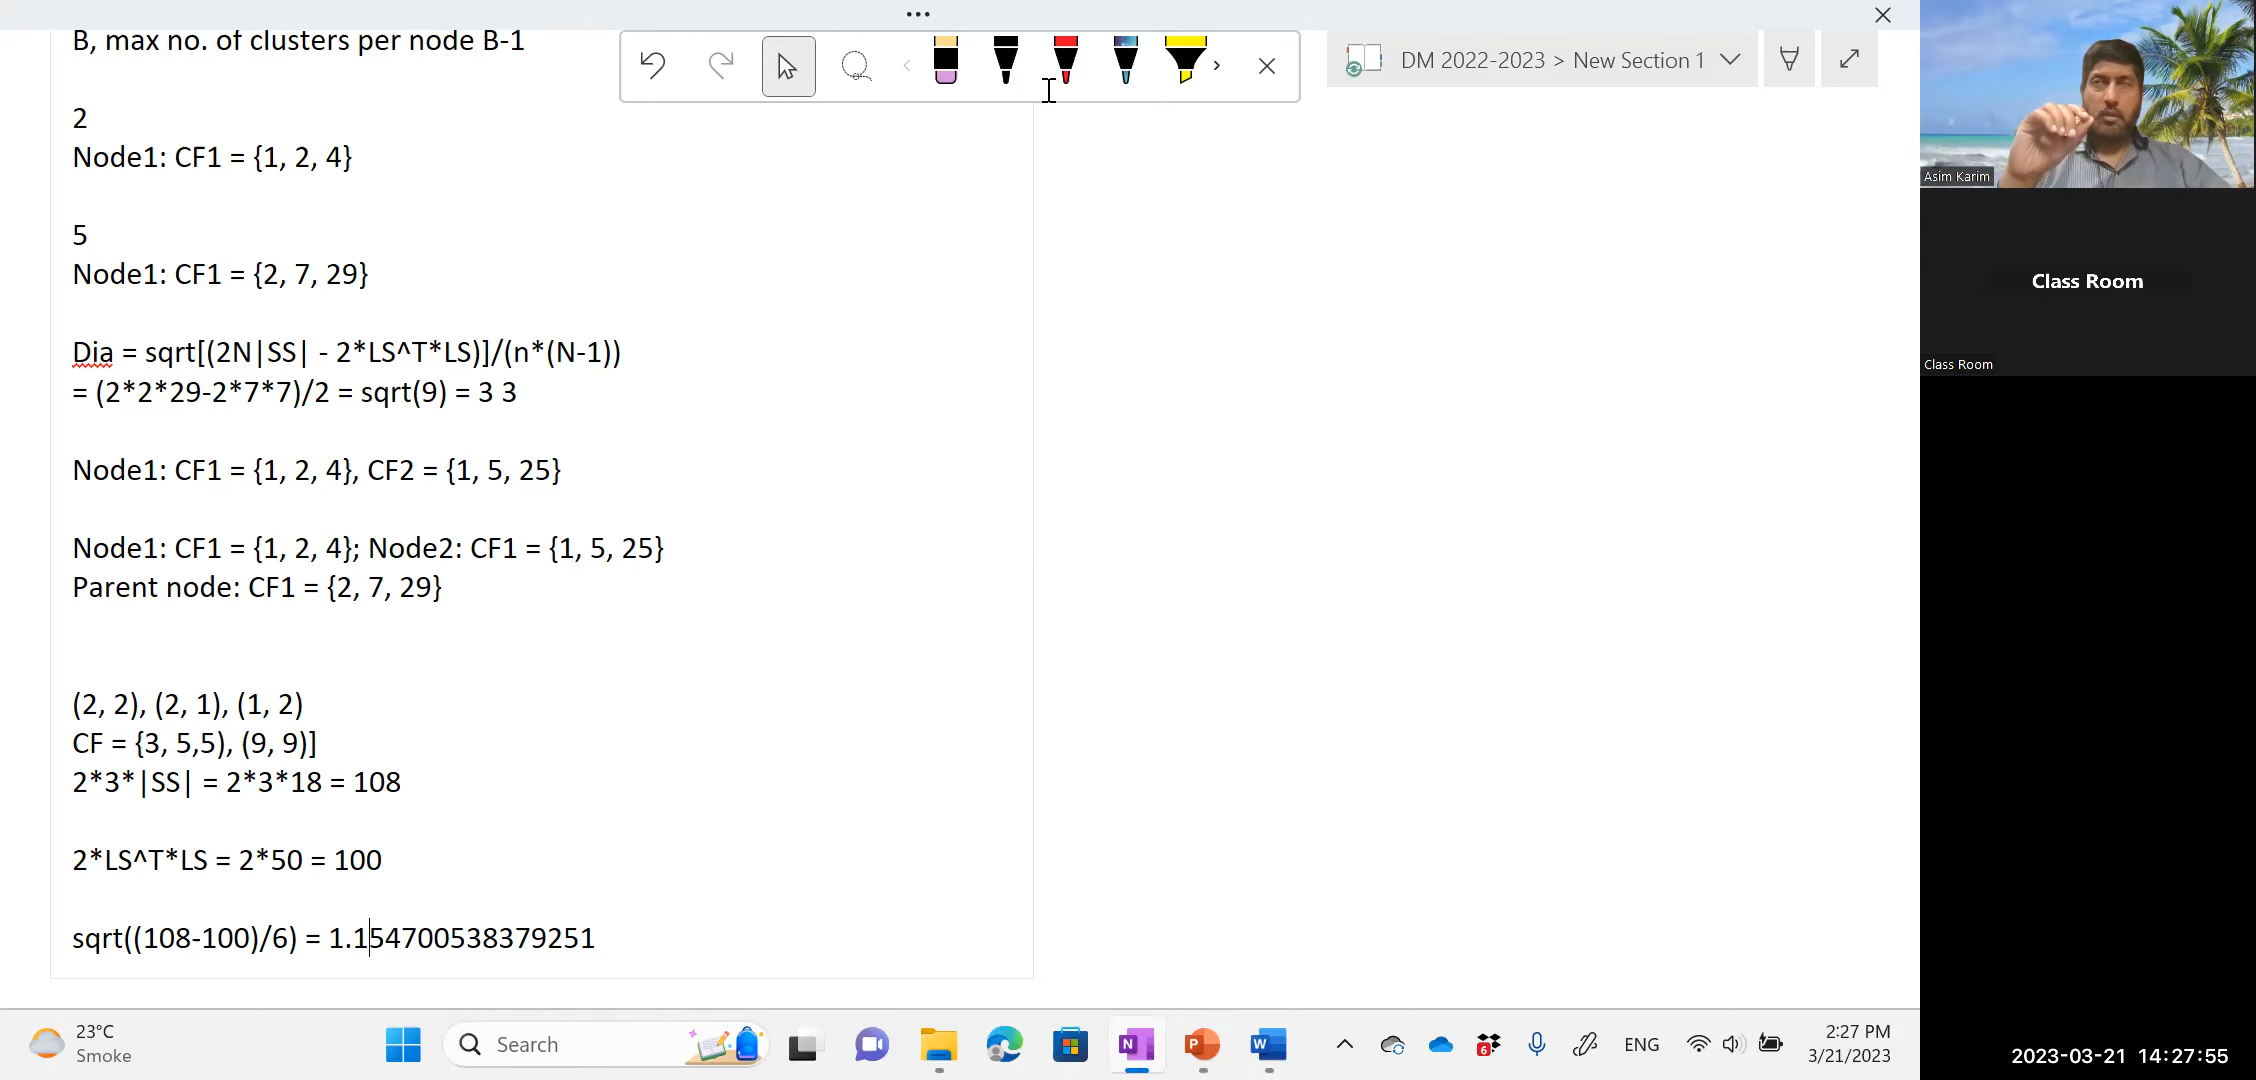 B, max no. of clusters per node B-1
2
Node1: CF1 = {1, 2, 4}
5
Node1: CF1 = {2, 7, 29}
Dia = sqrt[(2N|SS| - 2*LS^T*LS)]/(n*(N-1))
= (2*2*29-2*7*7)/2 = sqrt(9) = 3 3
Node1: CF1 = {1, 2, 4}, CF2 = {1, 5, 25}
Node1: CF1 = {1, 2, 4}; Node2: CF1 = {1, 5, 25}
Parent node: CF1 = {2, 7, 29}
(2, 2), (2, 1), (1, 2)
CF = {3, 5,5), (9, 9)]
2*3*|SS| = 2*3*18 = 108
2*LS^T*LS = 2*50 = 100
sqrt((108-100)/6) = 1.154700538379251
DM 2022-2023 > New Section 1
Asim Karim
Class Room
Class Room
23°C
Smoke
Search
N
P
W
6
ENG
2:27 PM
3/21/2023
2023-03-21 14:27:55